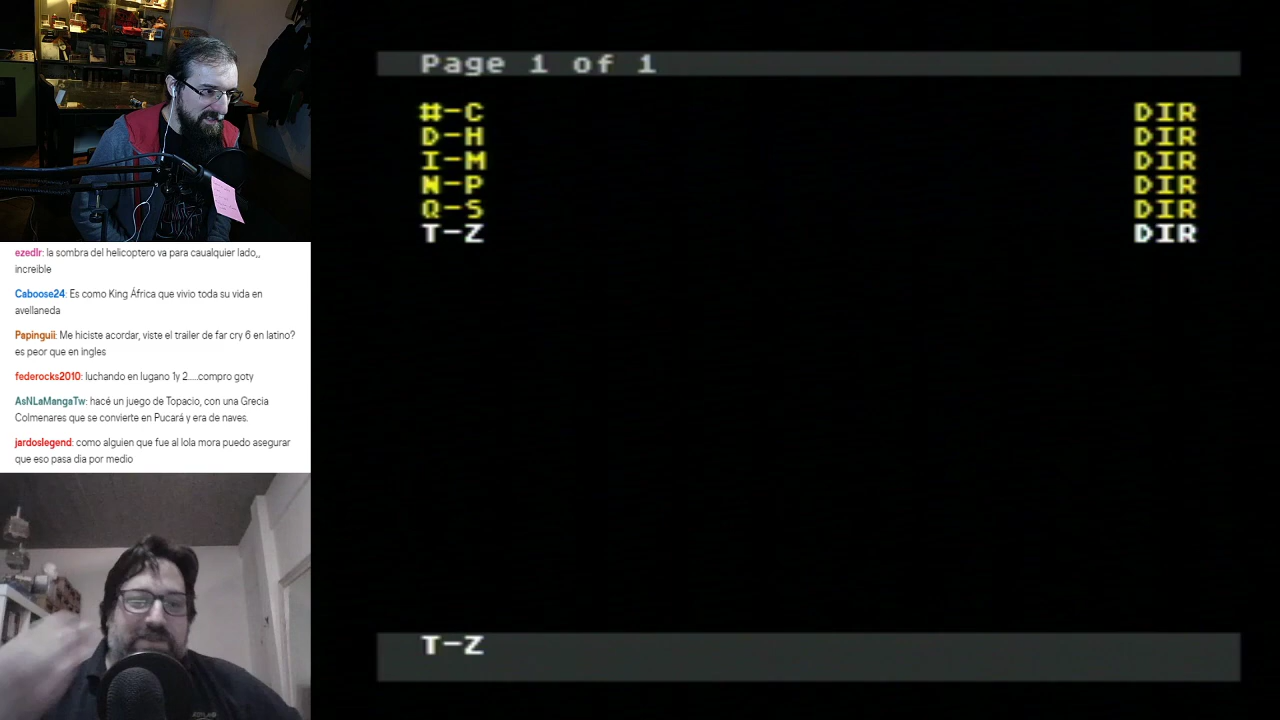 Page 1 of 1
#-C DIR
D-H DIR
I-M DIR
N-P DIR
Q-S DIR
T-Z DIR
T-Z
ezedlr: la sombra del helicoptero va para caualquier lado,,
increible
Caboose24: Es como King África que vivio toda su vida en
avellaneda
Papinguii: Me hiciste acordar, viste el trailer de far cry 6 en latino?
es peor que en ingles
federocks2010: luchando en lugano 1y 2.....compro goty
AsNLaMangaTw: hacé un juego de Topacio, con una Grecia
Colmenares que se convierte en Pucará y era de naves.
jardoslegend: como alguien que fue al lola mora puedo asegurar
que eso pasa dia por medio